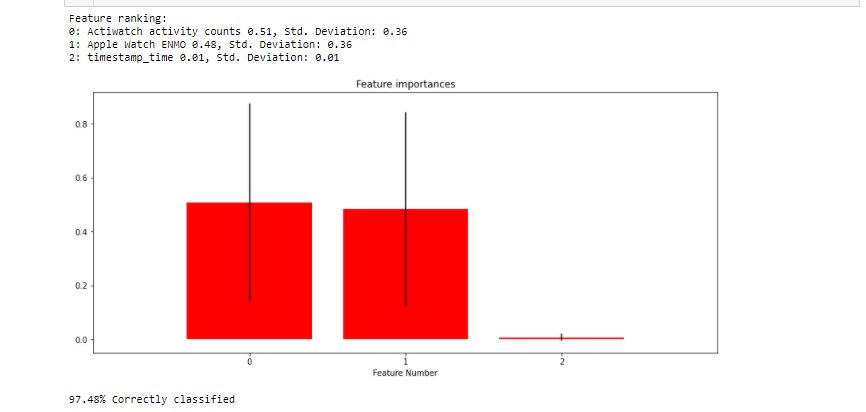 Feature ranking:
0: Actiwatch activity counts 0.51, Std. Deviation: 0.36
1: Apple Watch ENMO 0.48, Std. Deviation: 0.36
2: timestamp_time 0.01, Std. Deviation: 0.01
Feature importances
0.8
0.6
0.4
0.2
0.0
0 1 2
Feature Number
97.48% Correctly classified